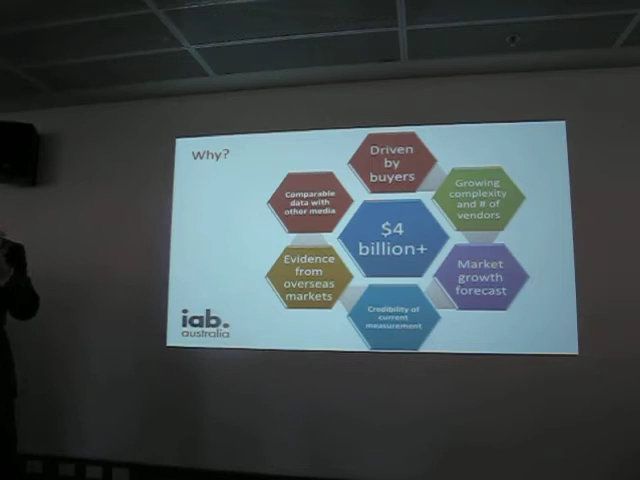 Why?
Driven
by
buyers
Growing
complexity
and # of
vendors
Market
growth
forecast
Credibility of
current
measurement
Evidence
from
overseas
markets
Comparable
data with
other media
$4
billion+
iab.
australia